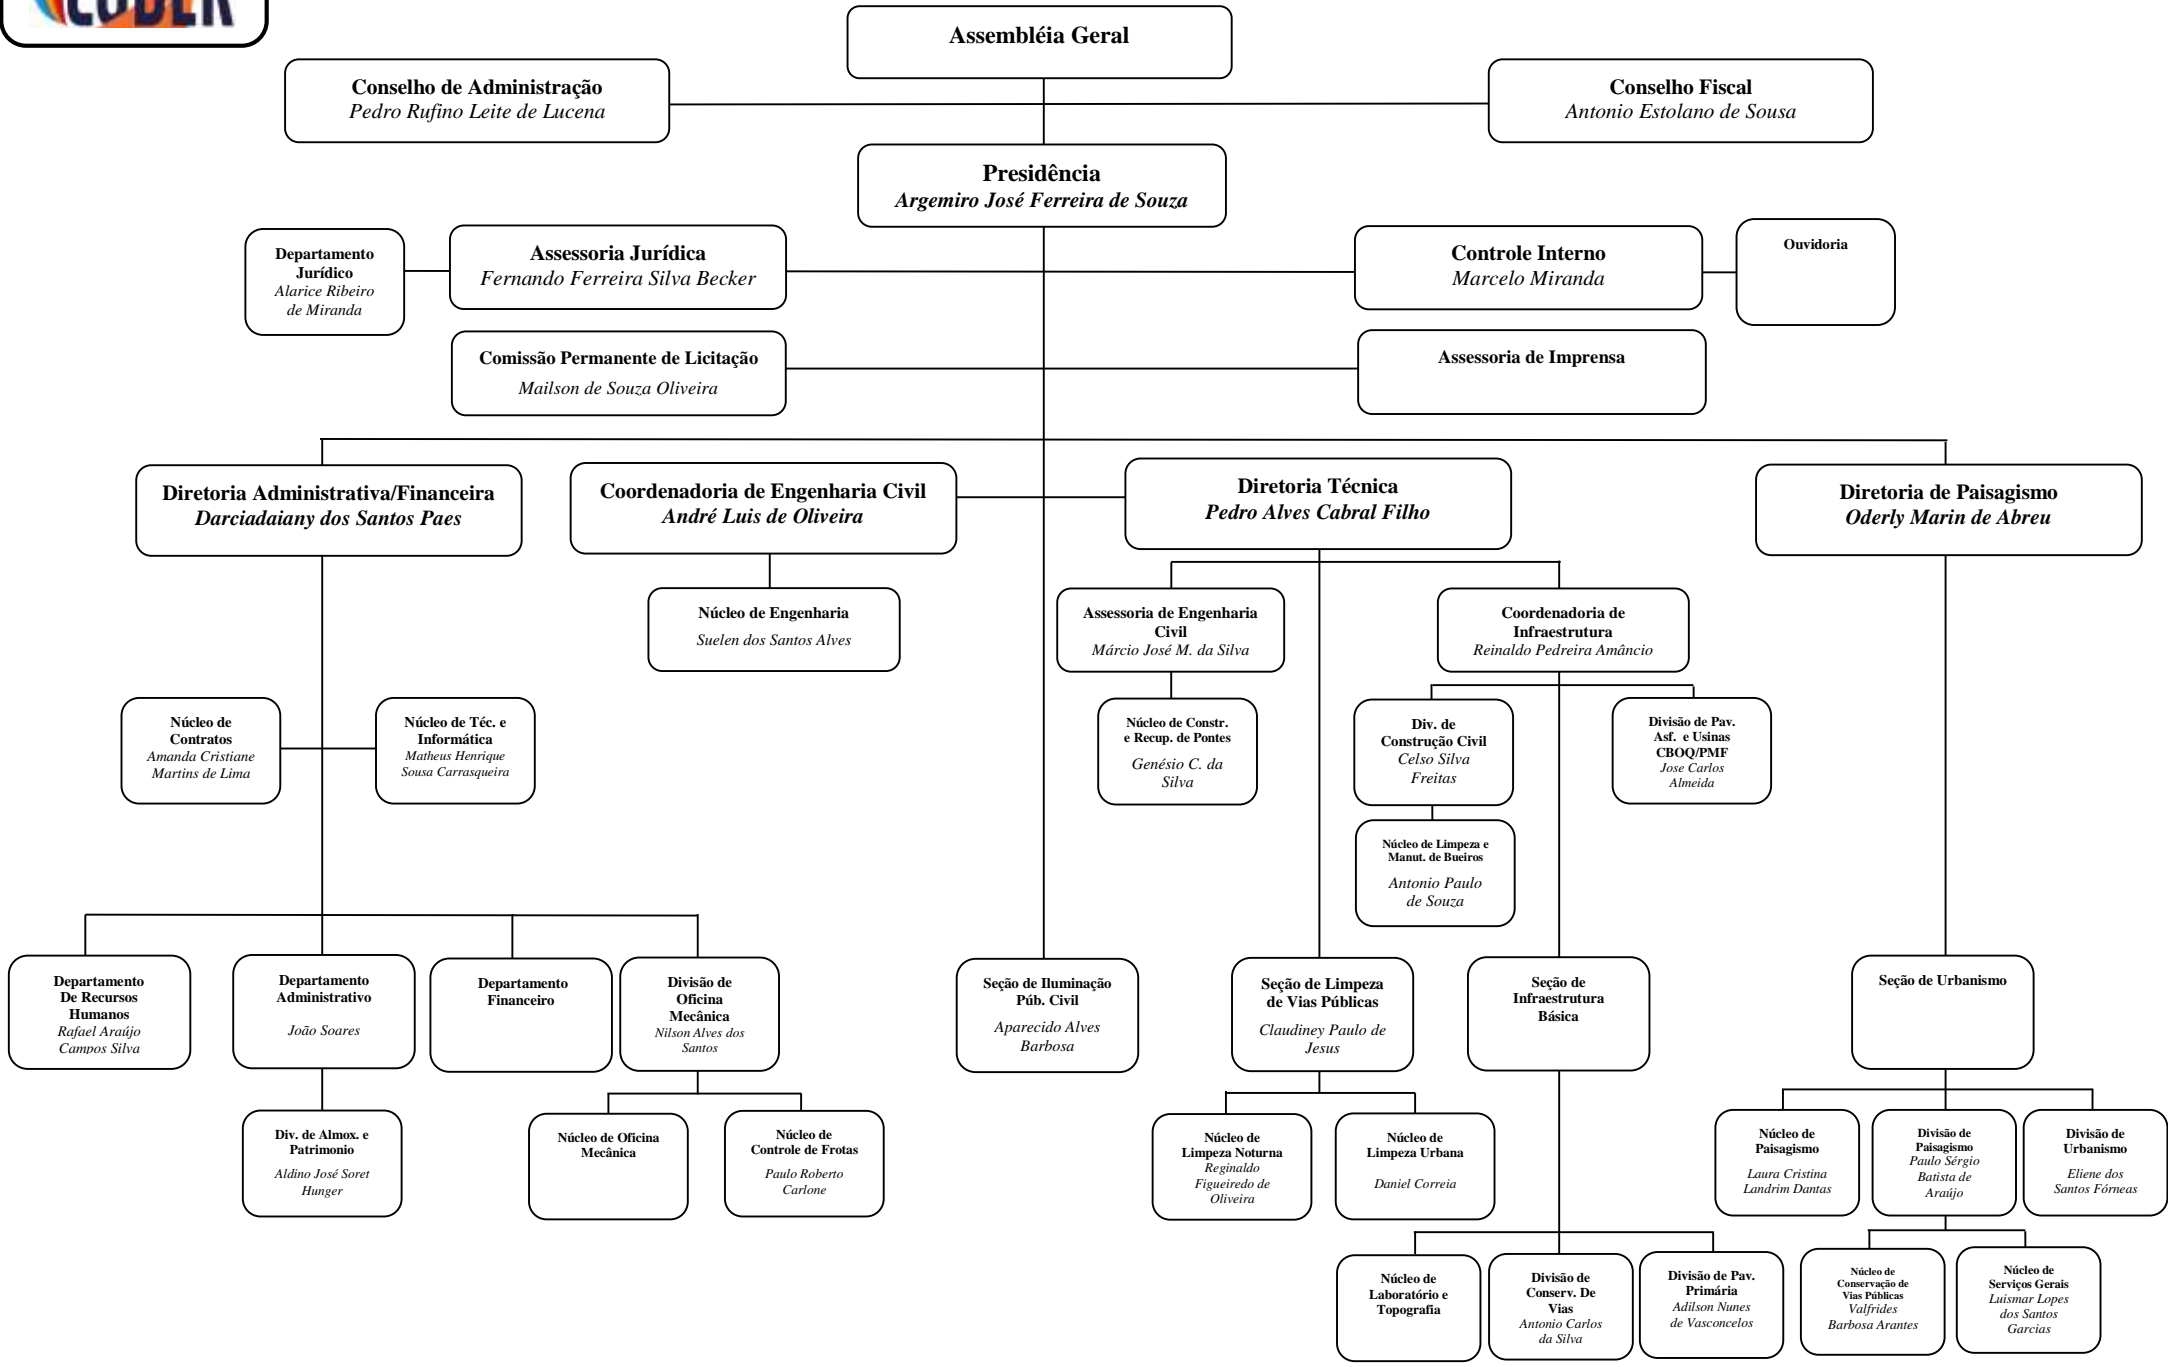 CODER
Assembléia Geral
Conselho de Administração
Pedro Rufino Leite de Lucena
Conselho Fiscal
Antonio Estolano de Sousa
Presidência
Argemiro José Ferreira de Souza
Departamento
Jurídico
Alarice Ribeiro
de Miranda
Assessoria Jurídica
Fernando Ferreira Silva Becker
Controle Interno
Marcelo Miranda
Ouvidoria
Comissão Permanente de Licitação
Mailson de Souza Oliveira
Assessoria de Imprensa
Diretoria Administrativa/Financeira
Darciadaiany dos Santos Paes
Coordenadoria de Engenharia Civil
André Luis de Oliveira
Diretoria Técnica
Pedro Alves Cabral Filho
Diretoria de Paisagismo
Oderly Marin de Abreu
Núcleo de Engenharia
Suelen dos Santos Alves
Assessoria de Engenharia
Civil
Márcio José M. da Silva
Coordenadoria de
Infraestrutura
Reinaldo Pedreira Amâncio
Núcleo de
Contratos
Amanda Cristiane
Martins de Lima
Núcleo de Téc. e
Informática
Matheus Henrique
Sousa Carrasqueira
Núcleo de Constr.
e Recup. de Pontes
Genésio C. da
Silva
Div. de
Construção Civil
Celso Silva
Freitas
Divisão de Pav.
Asf. e Usinas
CBOQ/PMF
Jose Carlos
Almeida
Núcleo de Limpeza e
Manut. de Bueiros
Antonio Paulo
de Souza
Departamento
De Recursos
Humanos
Rafael Araújo
Campos Silva
Departamento
Administrativo
João Soares
Departamento
Financeiro
Divisão de
Oficina
Mecânica
Nilson Alves dos
Santos
Seção de Iluminação
Púb. Civil
Aparecido Alves
Barbosa
Seção de Limpeza
de Vias Públicas
Claudiney Paulo de
Jesus
Seção de
Infraestrutura
Básica
Seção de Urbanismo
Div. de Almox. e
Patrimonio
Aldino José Soret
Hunger
Núcleo de Oficina
Mecânica
Núcleo de
Controle de Frotas
Paulo Roberto
Carlone
Núcleo de
Limpeza Noturna
Reginaldo
Figueiredo de
Oliveira
Núcleo de
Limpeza Urbana
Daniel Correia
Núcleo de
Paisagismo
Laura Cristina
Landrim Dantas
Divisão de
Paisagismo
Paulo Sérgio
Batista de
Araújo
Divisão de
Urbanismo
Eliene dos
Santos Fórneas
Núcleo de
Laboratório e
Topografia
Divisão de
Conserv. De
Vias
Antonio Carlos
da Silva
Divisão de Pav.
Primária
Adilson Nunes
de Vasconcelos
Núcleo de
Conservação de
Vias Públicas
Valfrides
Barbosa Arantes
Núcleo de
Serviços Gerais
Luismar Lopes
dos Santos
Garcias